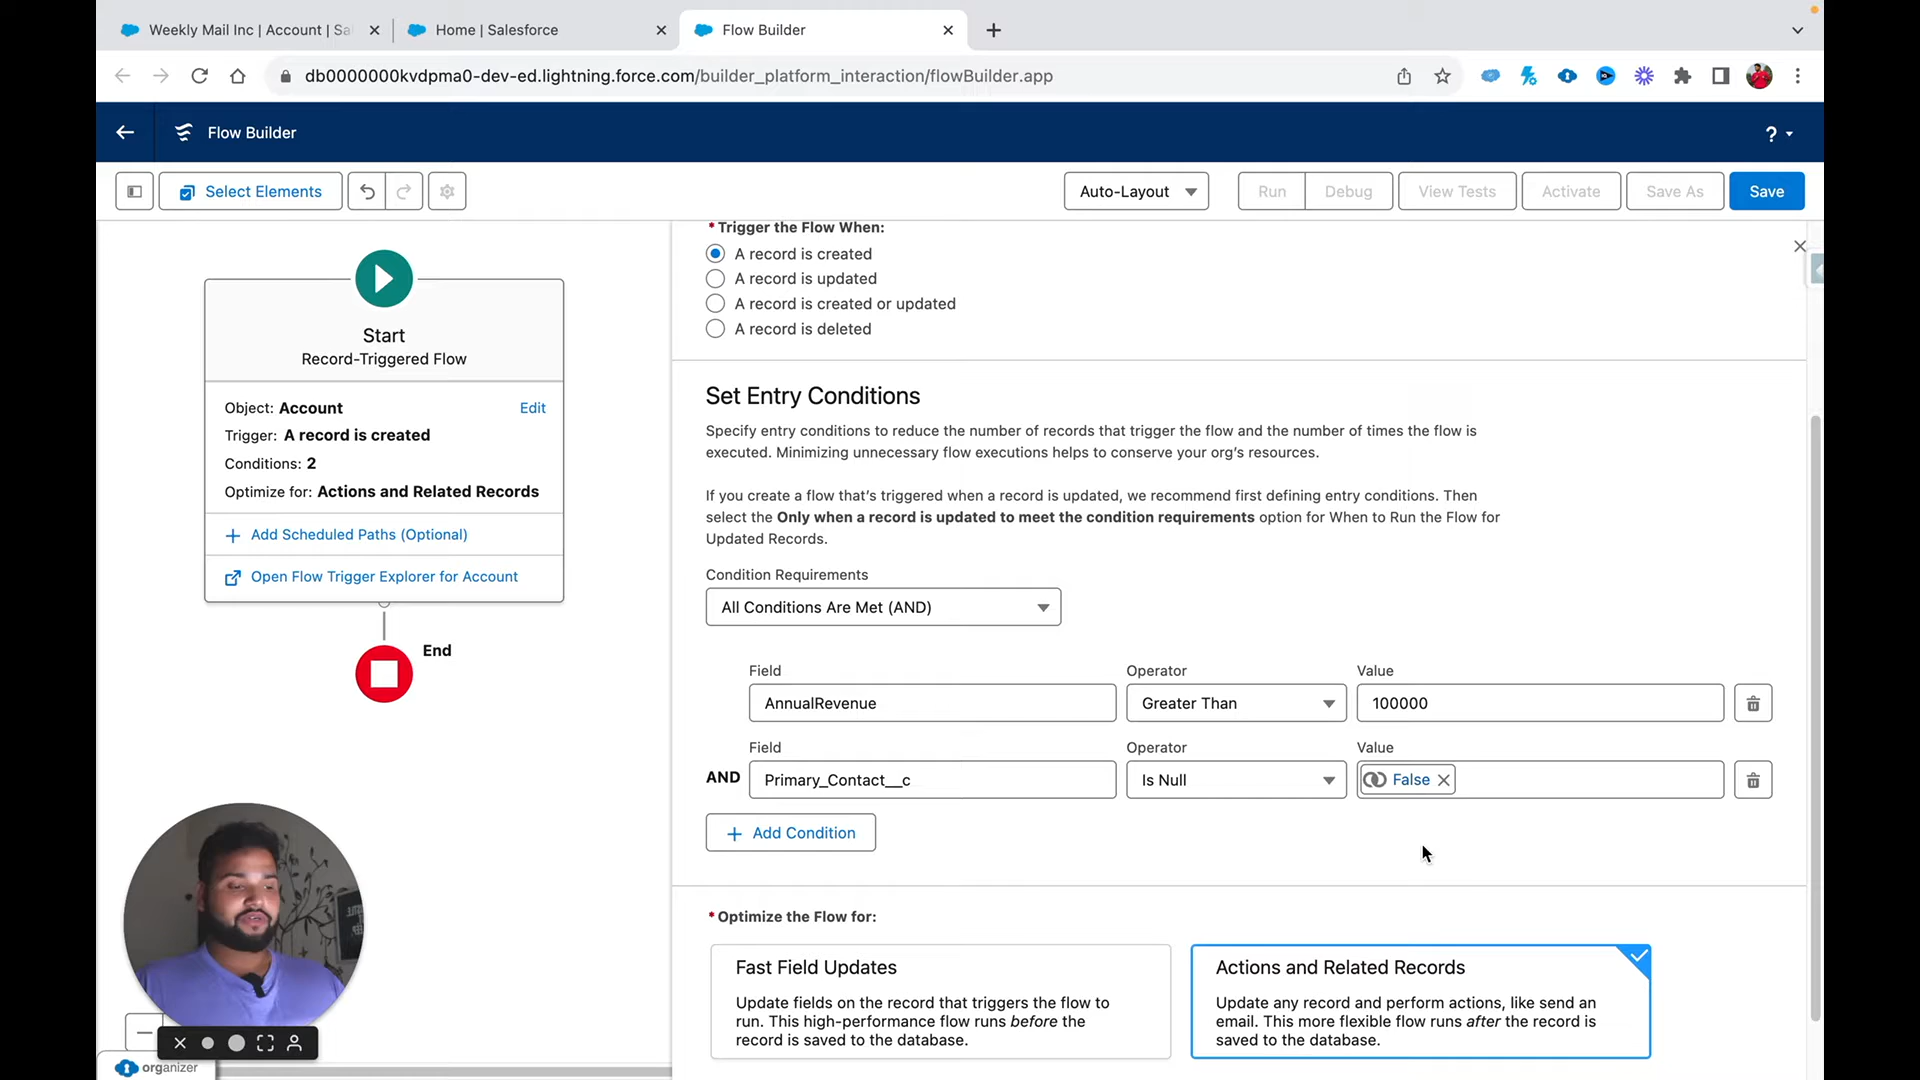 Weekly Mail Inc | Account | Sa
Home | Salesforce
Flow Builder
db0000000kvdpma0-dev-ed.lightning.force.com/builder_platform_interaction/flowBuilder.app
Flow Builder
?
Select Elements
Auto-Layout
Run
Debug
View Tests
Activate
Save As
Save
Start
Record-Triggered Flow
Object: Account
Edit
Trigger: A record is created
Conditions: 2
Optimize for: Actions and Related Records
Add Scheduled Paths (Optional)
Open Flow Trigger Explorer for Account
End
organizer
* Trigger the Flow When:
A record is created
A record is updated
A record is created or updated
A record is deleted
Set Entry Conditions
Specify entry conditions to reduce the number of records that trigger the flow and the number of times the flow is
executed. Minimizing unnecessary flow executions helps to conserve your org's resources.
If you create a flow that's triggered when a record is updated, we recommend first defining entry conditions. Then
select the Only when a record is updated to meet the condition requirements option for When to Run the Flow for
Updated Records.
Condition Requirements
All Conditions Are Met (AND)
Field Operator Value
AnnualRevenue Greater Than 100000
Field Operator Value
AND Primary_Contact__c Is Null False
Add Condition
* Optimize the Flow for:
Fast Field Updates
Update fields on the record that triggers the flow to
run. This high-performance flow runs before the
record is saved to the database.
Actions and Related Records
Update any record and perform actions, like send an
email. This more flexible flow runs after the record is
saved to the database.